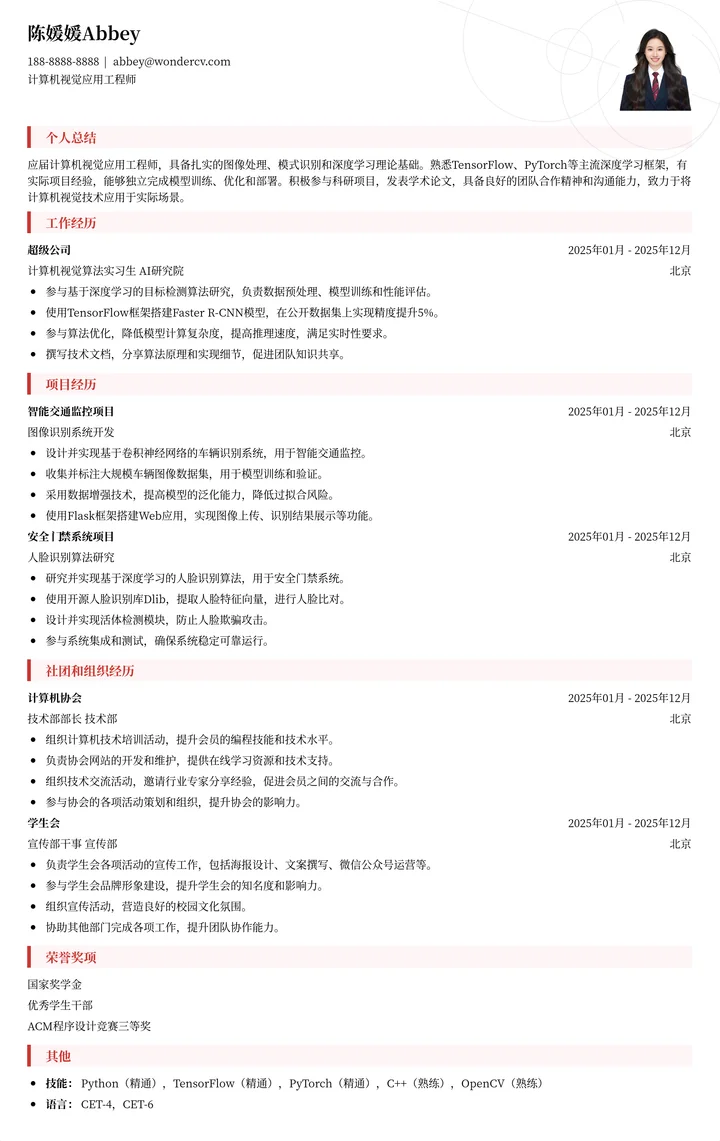 陈媛媛Abbey
188-8888-8888 | abbey@wondercv.com
计算机视觉应用工程师
个人总结
应届计算机视觉应用工程师，具备扎实的图像处理、模式识别和深度学习理论基础。熟悉TensorFlow、PyTorch等主流深度学习框架，有
实际项目经验，能够独立完成模型训练、优化和部署。积极参与科研项目，发表学术论文，具备良好的团队合作精神和沟通能力，致力于将
计算机视觉技术应用于实际场景。
工作经历
超级公司 2025年01月 - 2025年12月
计算机视觉算法实习生 AI研究院 北京
• 参与基于深度学习的目标检测算法研究，负责数据预处理、模型训练和性能评估。
• 使用TensorFlow框架搭建Faster R-CNN模型，在公开数据集上实现精度提升5%。
• 参与算法优化，降低模型计算复杂度，提高推理速度，满足实时性要求。
• 撰写技术文档，分享算法原理和实现细节，促进团队知识共享。
项目经历
智能交通监控项目 2025年01月 - 2025年12月
图像识别系统开发 北京
• 设计并实现基于卷积神经网络的车辆识别系统，用于智能交通监控。
• 收集并标注大规模车辆图像数据集，用于模型训练和验证。
• 采用数据增强技术，提高模型的泛化能力，降低过拟合风险。
• 使用Flask框架搭建Web应用，实现图像上传、识别结果展示等功能。
安全门禁系统项目 2025年01月 - 2025年12月
人脸识别算法研究 北京
• 研究并实现基于深度学习的人脸识别算法，用于安全门禁系统。
• 使用开源人脸识别库Dlib，提取人脸特征向量，进行人脸比对。
• 设计并实现活体检测模块，防止人脸欺骗攻击。
• 参与系统集成和测试，确保系统稳定可靠运行。
社团和组织经历
计算机协会 2025年01月 - 2025年12月
技术部部长 技术部 北京
• 组织计算机技术培训活动，提升会员的编程技能和技术水平。
• 负责协会网站的开发和维护，提供在线学习资源和技术支持。
• 组织技术交流活动，邀请行业专家分享经验，促进会员之间的交流与合作。
• 参与协会的各项活动策划和组织，提升协会的影响力。
学生会 2025年01月 - 2025年12月
宣传部干事 宣传部 北京
• 负责学生会各项活动的宣传工作，包括海报设计、文案撰写、微信公众号运营等。
• 参与学生会品牌形象建设，提升学生会的知名度和影响力。
• 组织宣传活动，营造良好的校园文化氛围。
• 协助其他部门完成各项工作，提升团队协作能力。
荣誉奖项
国家奖学金
优秀学生干部
ACM程序设计竞赛三等奖
其他
• 技能： Python（精通），TensorFlow（精通），PyTorch（精通），C++（熟练），OpenCV（熟练）
• 语言： CET-4，CET-6